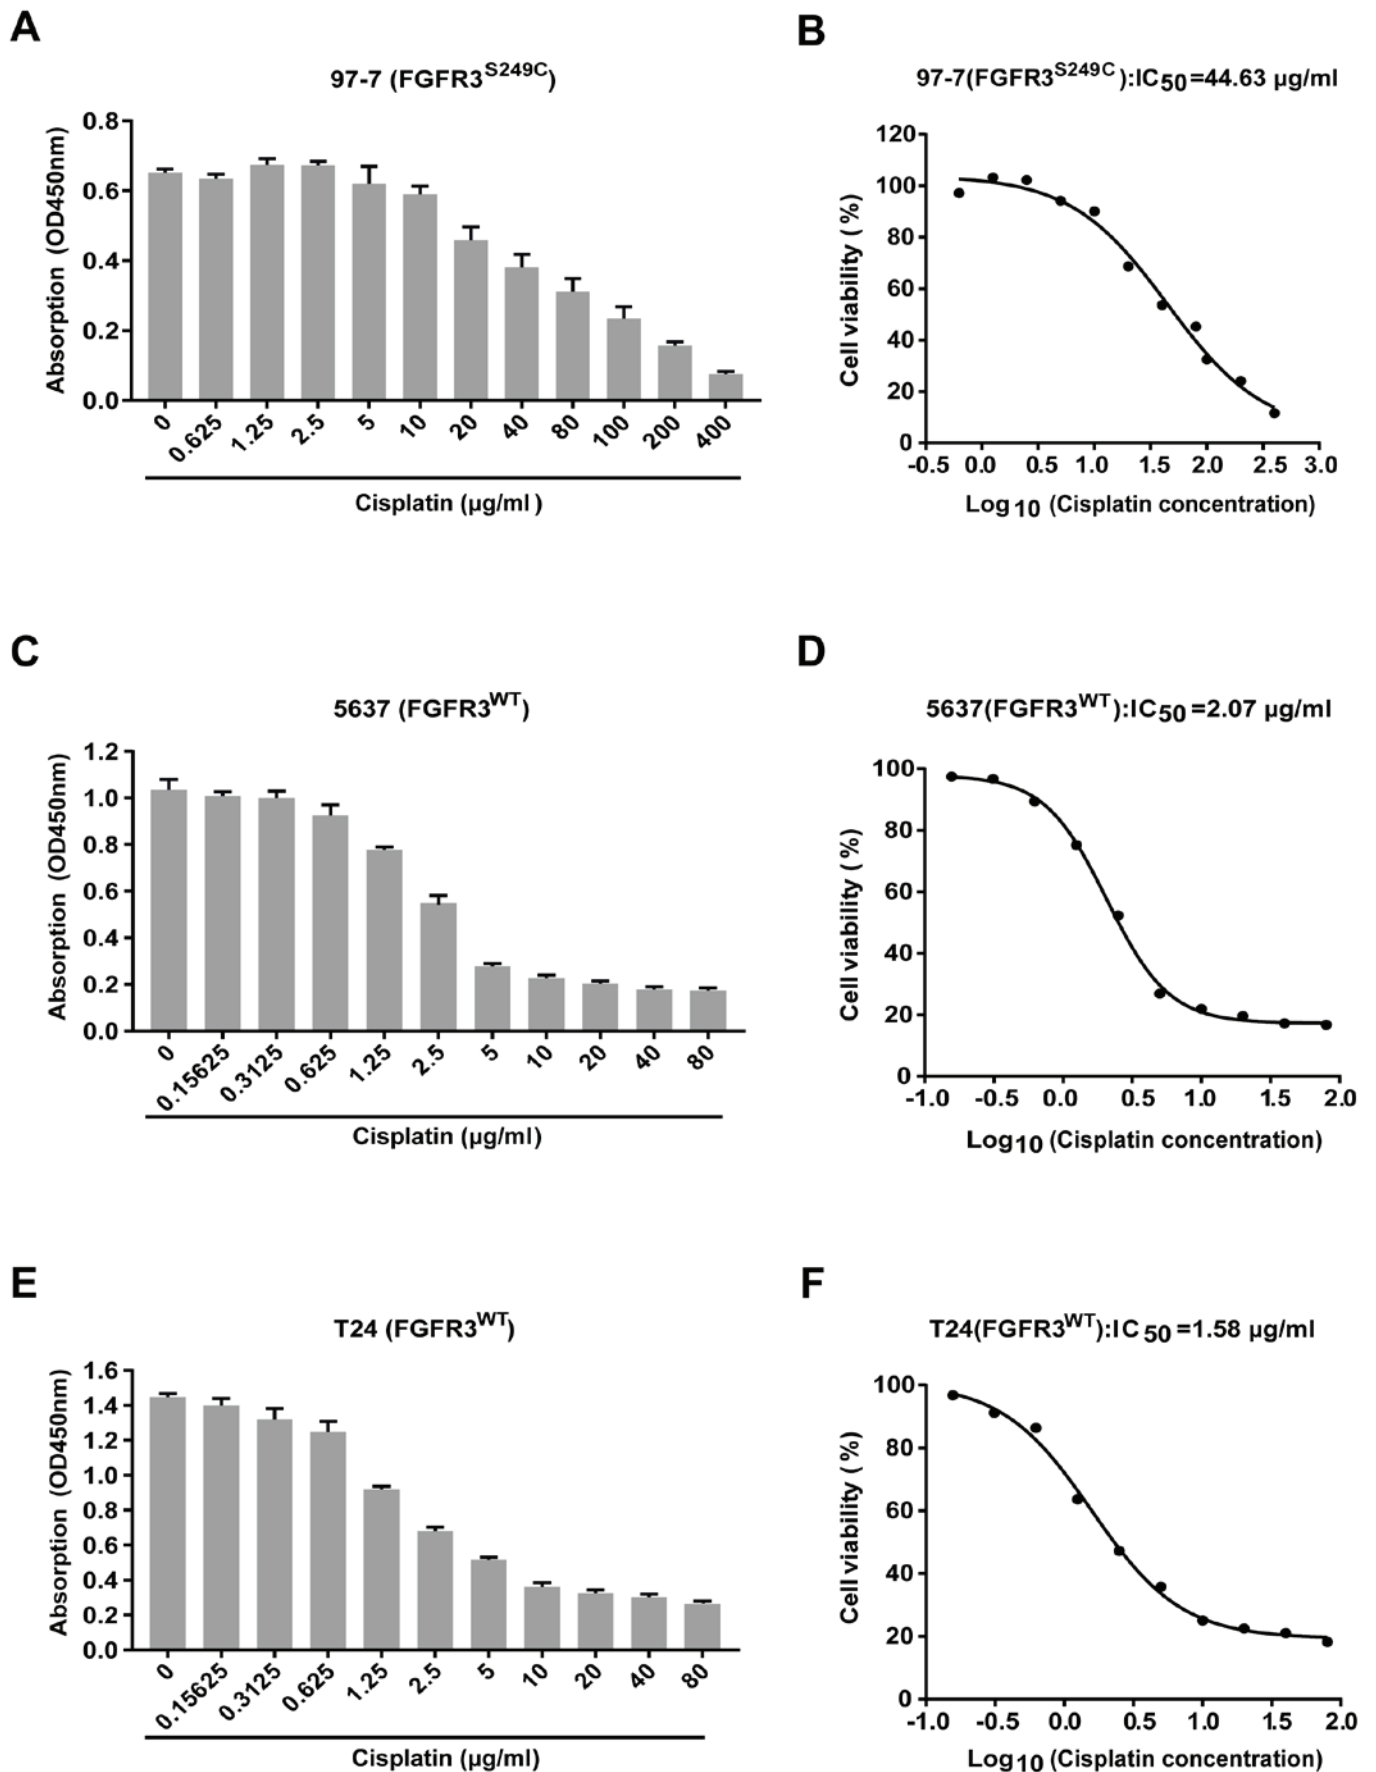 A
97-7 (FGFR3S249C)
Absorption (OD450nm)
0.8
0.6
0.4
0.2
0.0
0 0.625 1.25 2.5 5 10 20 40 80 100 200 400
Cisplatin (µg/ml)
B
97-7(FGFR3S249C):IC50=44.63 µg/ml
Cell viability (%)
120
100
80
60
40
20
0
-0.5 0.0 0.5 1.0 1.5 2.0 2.5 3.0
Log10 (Cisplatin concentration)
C
5637 (FGFR3WT)
Absorption (OD450nm)
1.2
1.0
0.8
0.6
0.4
0.2
0.0
0 0.15625 0.3125 0.625 1.25 2.5 5 10 20 40 80
Cisplatin (µg/ml)
D
5637(FGFR3WT):IC50=2.07 µg/ml
Cell viability (%)
100
80
60
40
20
0
-1.0 -0.5 0.0 0.5 1.0 1.5 2.0
Log10 (Cisplatin concentration)
E
T24 (FGFR3WT)
Absorption (OD450nm)
1.6
1.4
1.2
1.0
0.8
0.6
0.4
0.2
0.0
0 0.15625 0.3125 0.625 1.25 2.5 5 10 20 40 80
Cisplatin (µg/ml)
F
T24(FGFR3WT):IC50=1.58 µg/ml
Cell viability (%)
100
80
60
40
20
0
-1.0 -0.5 0.0 0.5 1.0 1.5 2.0
Log10 (Cisplatin concentration)